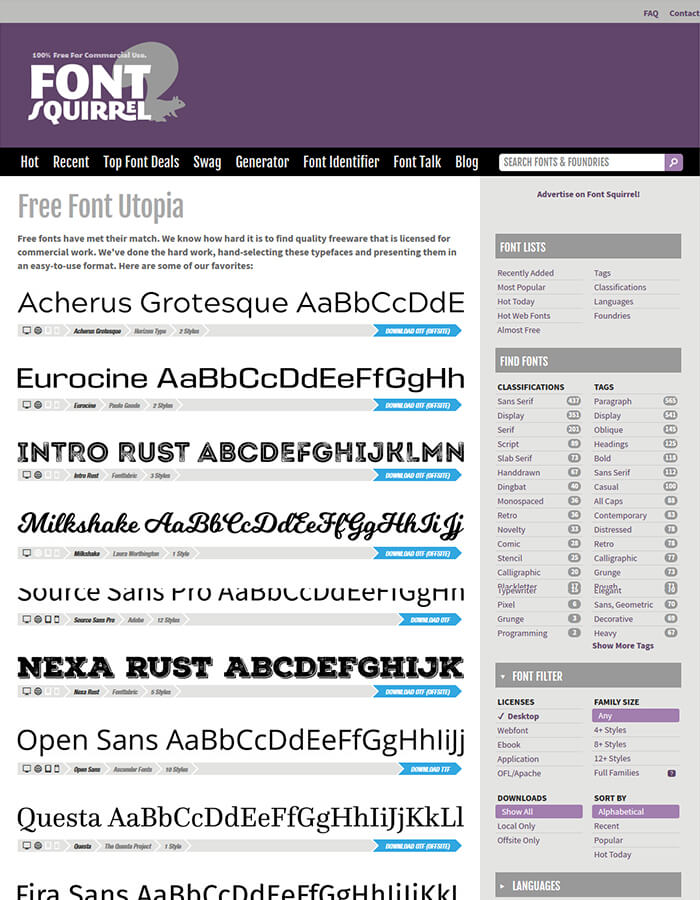 FAQ Contact
100% Free For Commercial Use.
FONT
SQUIRREL
Hot Recent Top Font Deals Swag Generator Font Identifier Font Talk Blog SEARCH FONTS & FOUNDRIES
Free Font Utopia
Free fonts have met their match. We know how hard it is to find quality freeware that is licensed for
commercial work. We've done the hard work, hand-selecting these typefaces and presenting them in
an easy-to-use format. Here are some of our favorites:
Acherus Grotesque AaBbCcDdE
Acherus Grotesque Horizon Type 2 Styles DOWNLOAD OTF (OFFSITE)
Eurocine AaBbCcDdEeFfGgHh
Eurocine Paulo Goode 2 Styles DOWNLOAD OTF (OFFSITE)
INTRO RUST ABCDEFGHIJKLMN
Intro Rust Fontfabric 3 Styles DOWNLOAD OTF (OFFSITE)
Milkshake AaBbCcDdEeFfGgHhIiJj
Milkshake Laura Worthington 1 Style DOWNLOAD OTF (OFFSITE)
Source Sans Pro AaBbCcDdEeFfGgHh
Source Sans Pro Adobe 12 Styles DOWNLOAD OTF
NEXA RUST ABCDEFGHIJK
Nexa Rust Fontfabric 5 Styles DOWNLOAD OTF (OFFSITE)
Open Sans AaBbCcDdEeFfGgHhIiJj
Open Sans Ascender Fonts 10 Styles DOWNLOAD TTF
Questa AaBbCcDdEeFfGgHhIiJjKkLl
Questa The Questa Project 1 Style DOWNLOAD OTF (OFFSITE)
Fira Sans AaBbCcDdEeFfGgHhIiJjKk
Advertise on Font Squirrel!
FONT LISTS
Recently Added Tags
Most Popular Classifications
Hot Today Languages
Hot Web Fonts Foundries
Almost Free
FIND FONTS
CLASSIFICATIONS TAGS
Sans Serif 437 Paragraph 565
Display 353 Display 541
Serif 201 Oblique 145
Script 89 Headings 125
Slab Serif 73 Bold 118
Handdrawn 67 Sans Serif 112
Dingbat 40 Casual 100
Monospaced 36 All Caps 88
Retro 36 Contemporary 83
Novelty 33 Distressed 78
Comic 28 Retro 78
Stencil 25 Calligraphic 77
Calligraphic 20 Grunge 73
Blackletter 17 Rough
Typewriter Elegant
Pixel 6 Sans, Geometric 70
Grunge 3 Decorative 69
Programming 2 Heavy 67
Show More Tags
FONT FILTER
LICENSES FAMILY SIZE
✓ Desktop Any
Webfont 4+ Styles
Ebook 8+ Styles
Application 12+ Styles
OFL/Apache Full Families ?
DOWNLOADS SORT BY
Show All Alphabetical
Local Only Recent
Offsite Only Popular
Hot Today
LANGUAGES